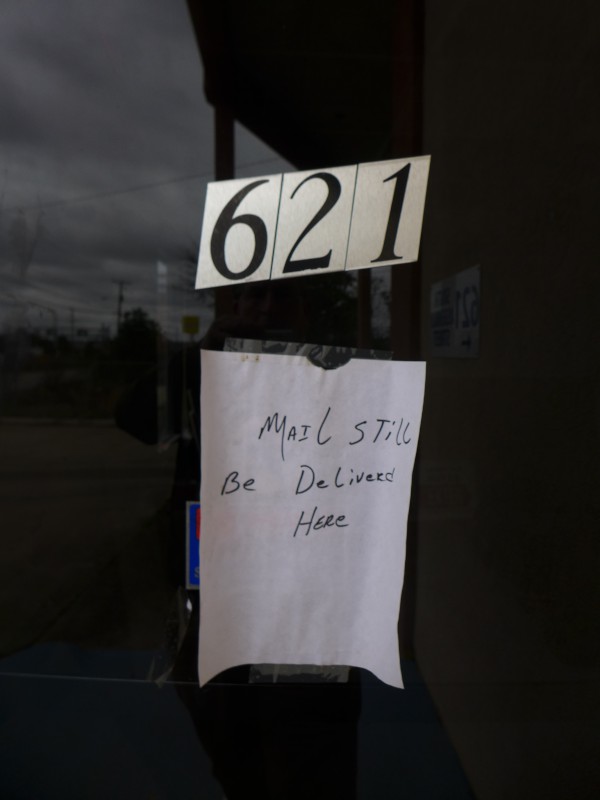 621
MAIL STill
Be Deliverd
HeRe